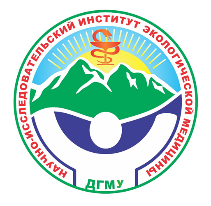 НАУЧНО-ИССЛЕДОВАТЕЛЬСКИЙ ИНСТИТУТ ЭКОЛОГИЧЕСКОЙ МЕДИЦИНЫ
ДГМУ